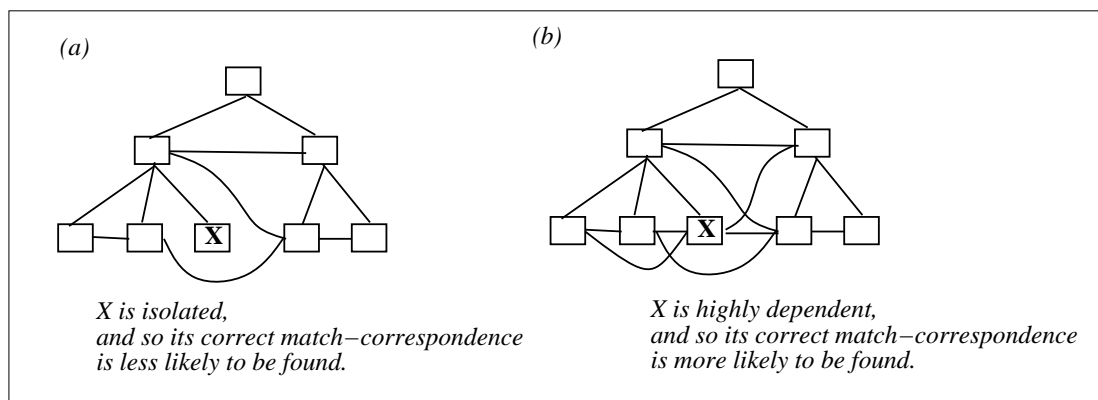 (a)
X
X is isolated,
and so its correct match−correspondence
is less likely to be found.
(b)
X
X is highly dependent,
and so its correct match−correspondence
is more likely to be found.